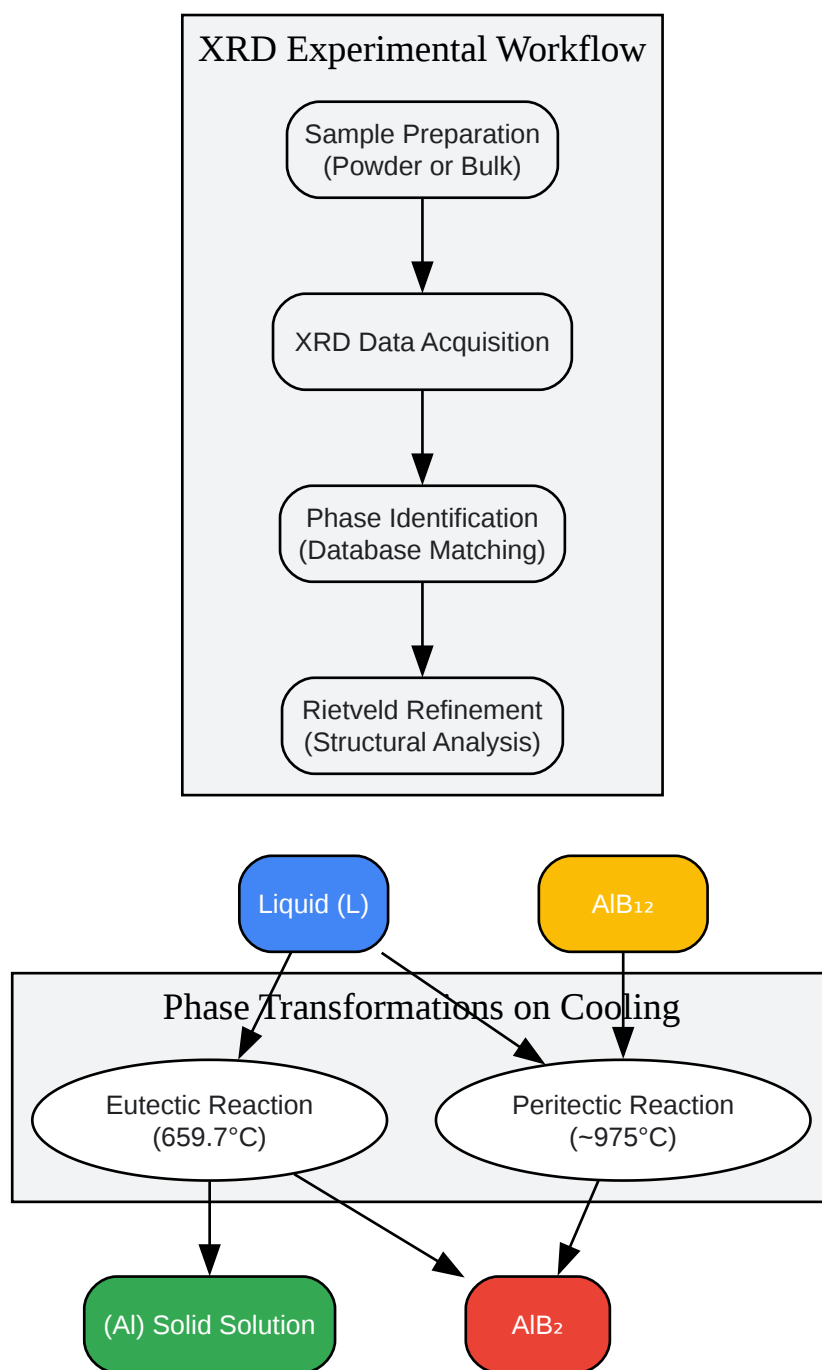 XRD Experimental Workflow
Sample Preparation
(Powder or Bulk)
XRD Data Acquisition
Phase Identification
(Database Matching)
Rietveld Refinement
(Structural Analysis)
Liquid (L)
AlB₁₂
Phase Transformations on Cooling
Eutectic Reaction
(659.7°C)
Peritectic Reaction
(~975°C)
(Al) Solid Solution
AlB₂